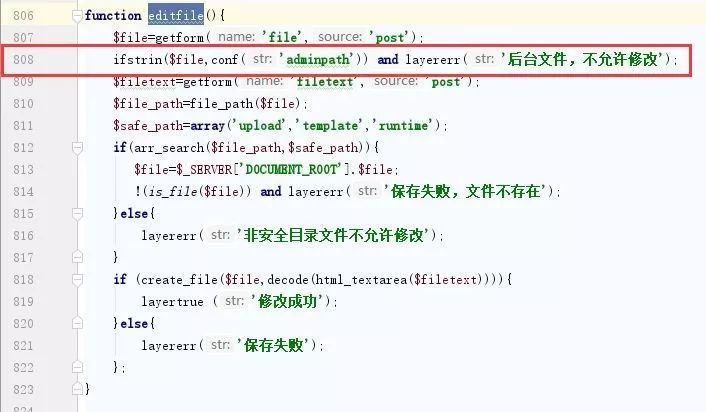 806 function editfile(){
807 $file=getform( name: 'file', source: 'post');
808 ifstrin($file,conf( str: 'adminpath')) and layererr( str: '后台文件，不允许修改');
809 $filetext=getform( name: 'filetext', source: 'post');
810 $file_path=file_path($file);
811 $safe_path=array('upload','template','runtime');
812 if(arr_search($file_path,$safe_path)){
813 $file=$_SERVER['DOCUMENT_ROOT'].$file;
814 !(is_file($file)) and layererr( str: '保存失败，文件不存在');
815 }else{
816 layererr( str: '非安全目录文件不允许修改');
817 }
818 if (create_file($file,decode(html_textarea($filetext)))){
819 layertrue ( str: '修改成功');
820 }else{
821 layererr( str: '保存失败');
822 };
823 }